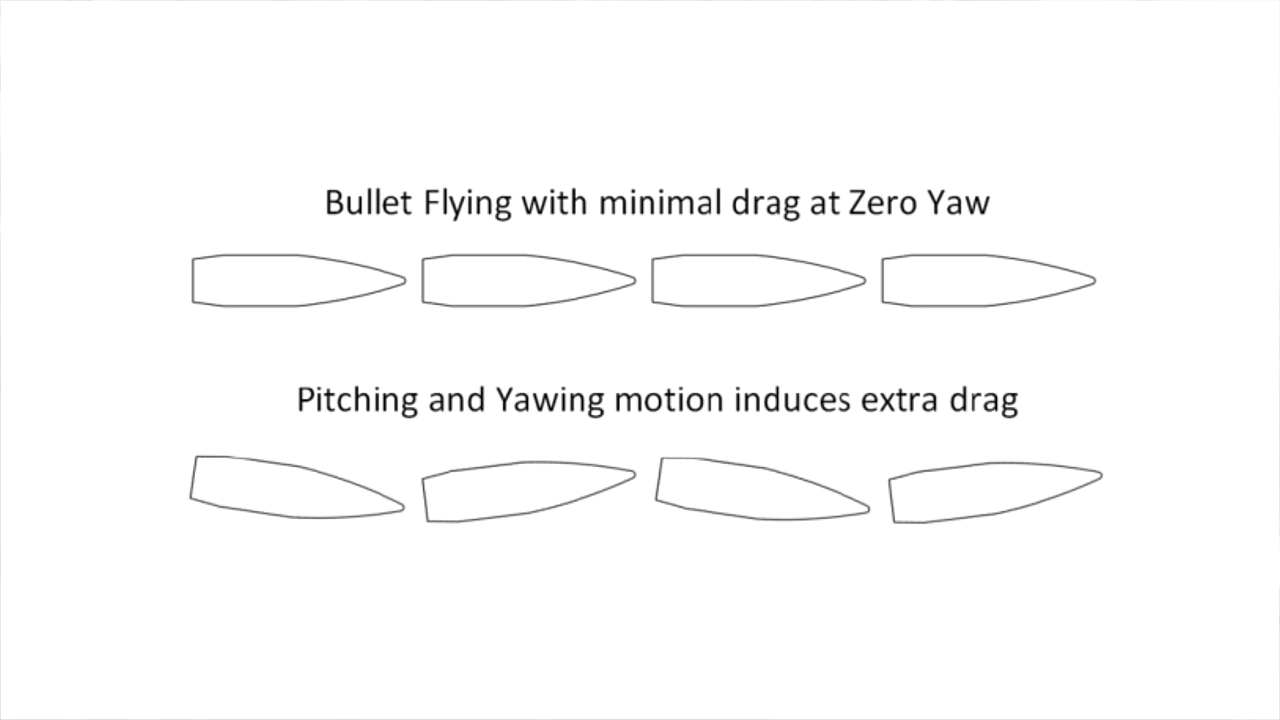 Bullet Flying with minimal drag at Zero Yaw
Pitching and Yawing motion induces extra drag